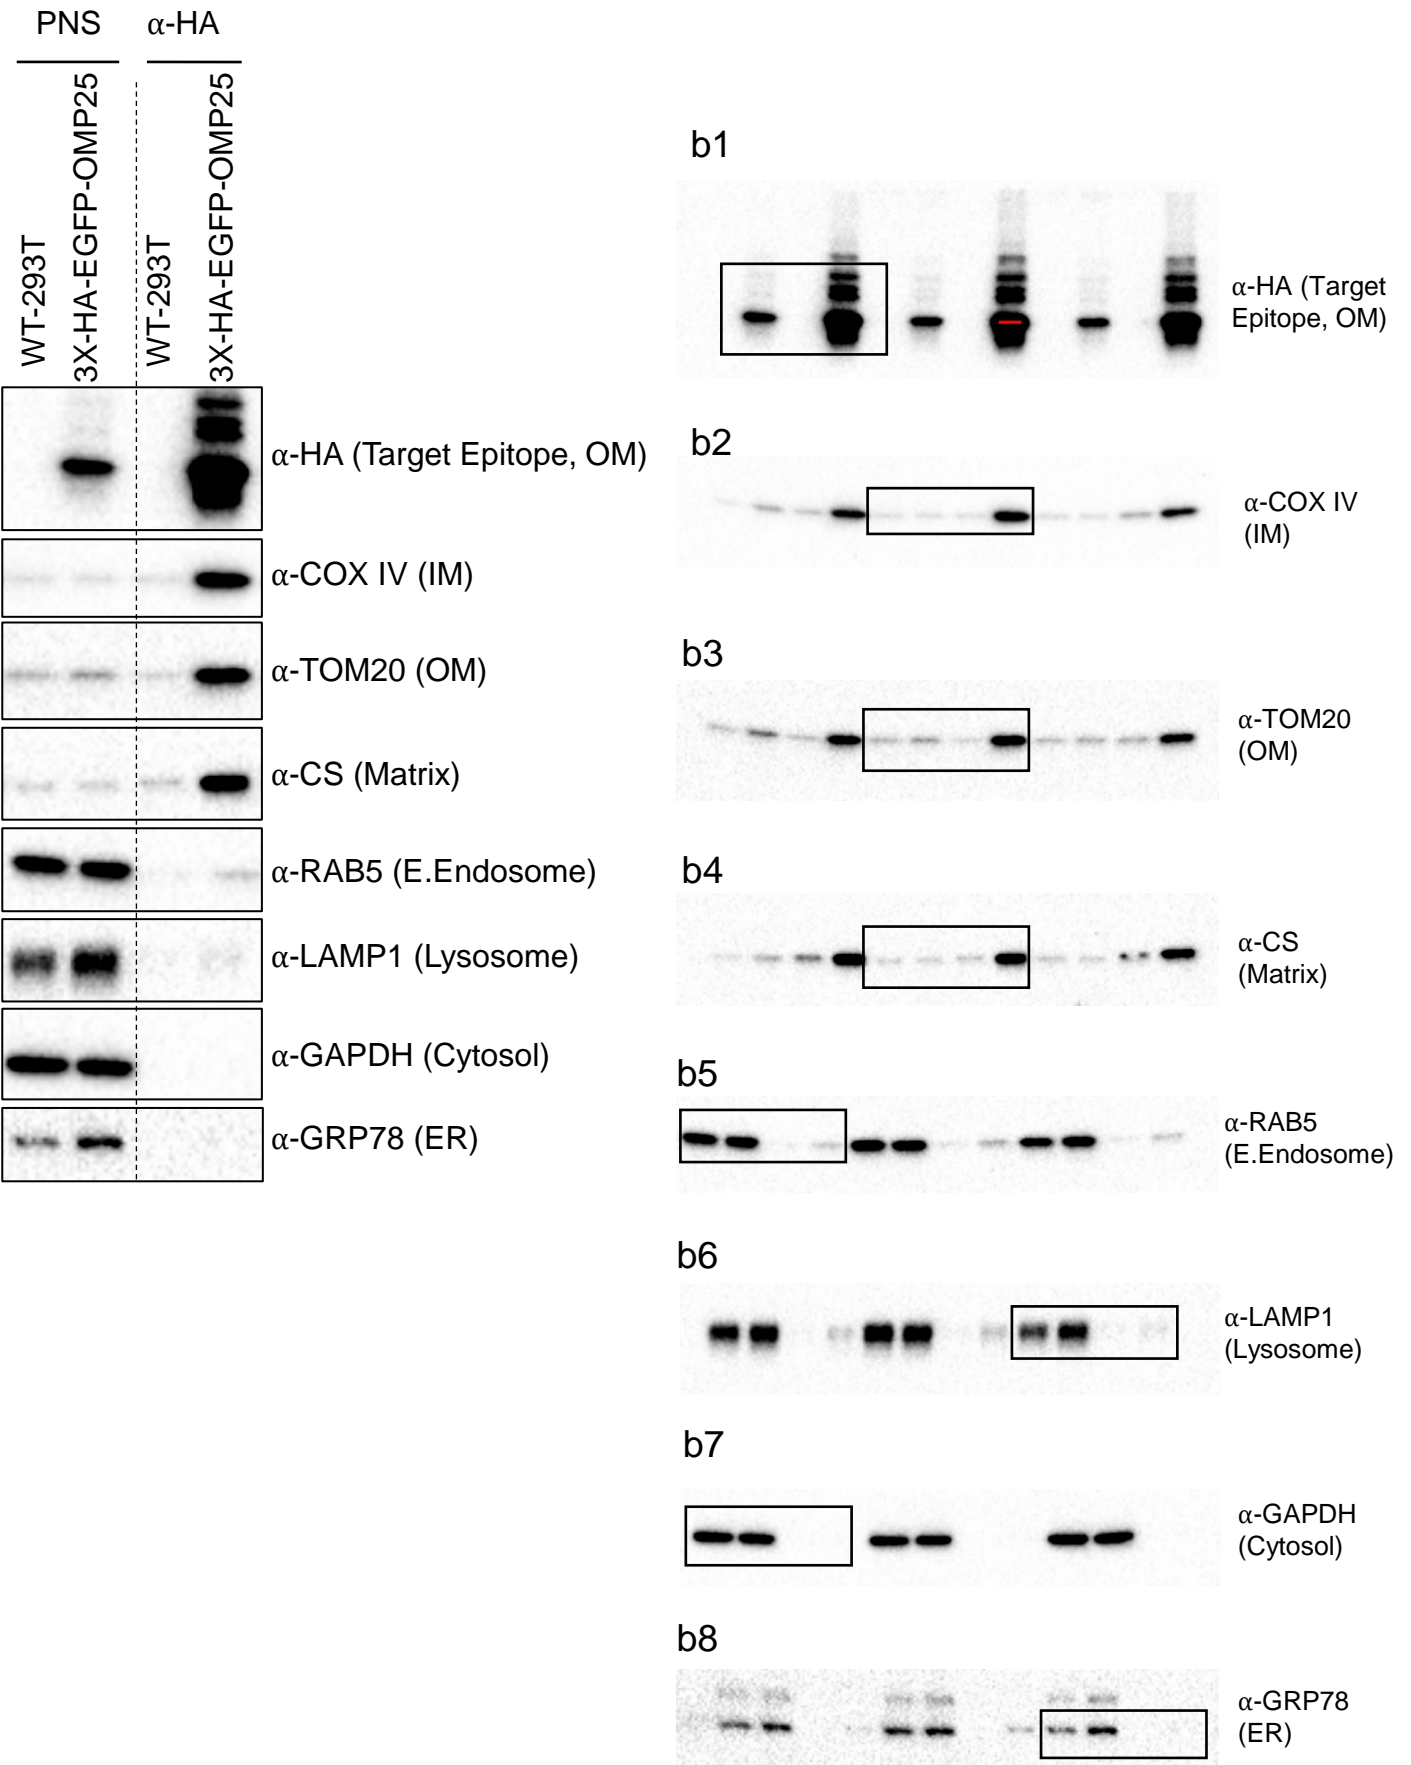 PNS
α-HA
WT-293T
3X-HA-EGFP-OMP25
WT-293T
3X-HA-EGFP-OMP25
α-HA (Target Epitope, OM)
α-COX IV (IM)
α-TOM20 (OM)
α-CS (Matrix)
α-RAB5 (E.Endosome)
α-LAMP1 (Lysosome)
α-GAPDH (Cytosol)
α-GRP78 (ER)
b1
α-HA (Target
Epitope, OM)
b2
α-COX IV
(IM)
b3
α-TOM20
(OM)
b4
α-CS
(Matrix)
b5
α-RAB5
(E.Endosome)
b6
α-LAMP1
(Lysosome)
b7
α-GAPDH
(Cytosol)
b8
α-GRP78
(ER)